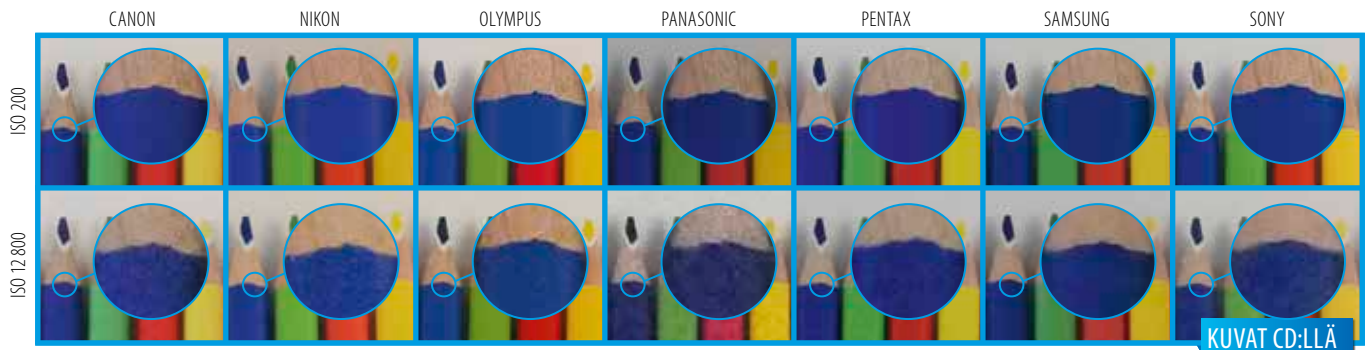 CANON NIKON OLYMPUS PANASONIC PENTAX SAMSUNG SONY
ISO 200
ISO 12 800
KUVAT CD:LLÄ